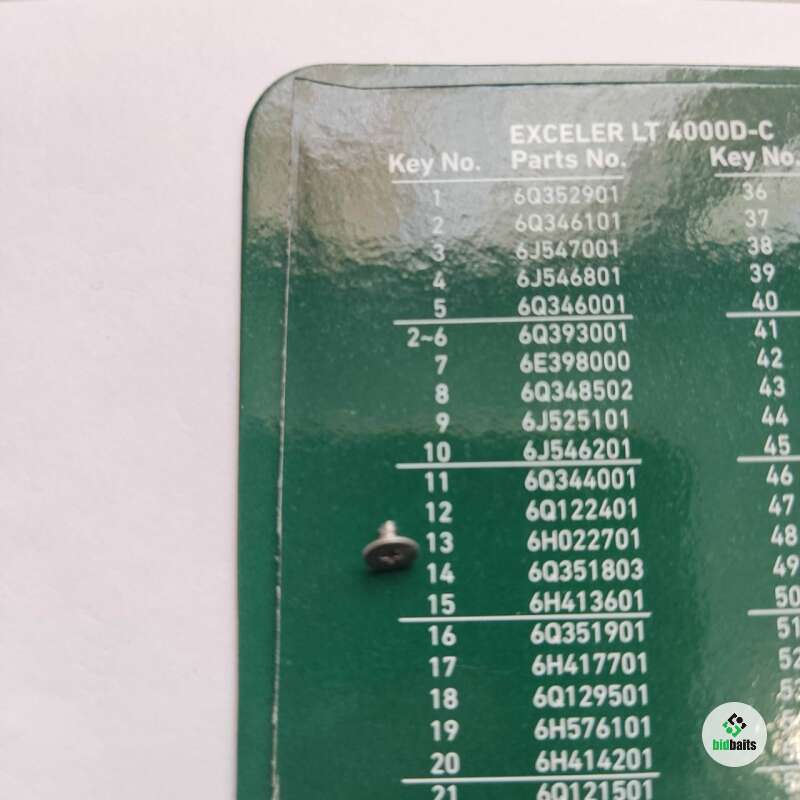 EXCELER LT 4000D-C
Key No. Parts No. Key No.
1 6Q352901 36
2 6Q346101 37
3 6J547001 38
4 6J546801 39
5 6Q346001 40
2~6 6Q393001 41
7 6E398000 42
8 6Q348502 43
9 6J525101 44
10 6J546201 45
11 6Q344001 46
12 6Q122401 47
13 6H022701 48
14 6Q351803 49
15 6H413601 50
16 6Q351901 51
17 6H417701 52
18 6Q129501 53
19 6H576101
20 6H414201
21 6Q121501
bidbaits